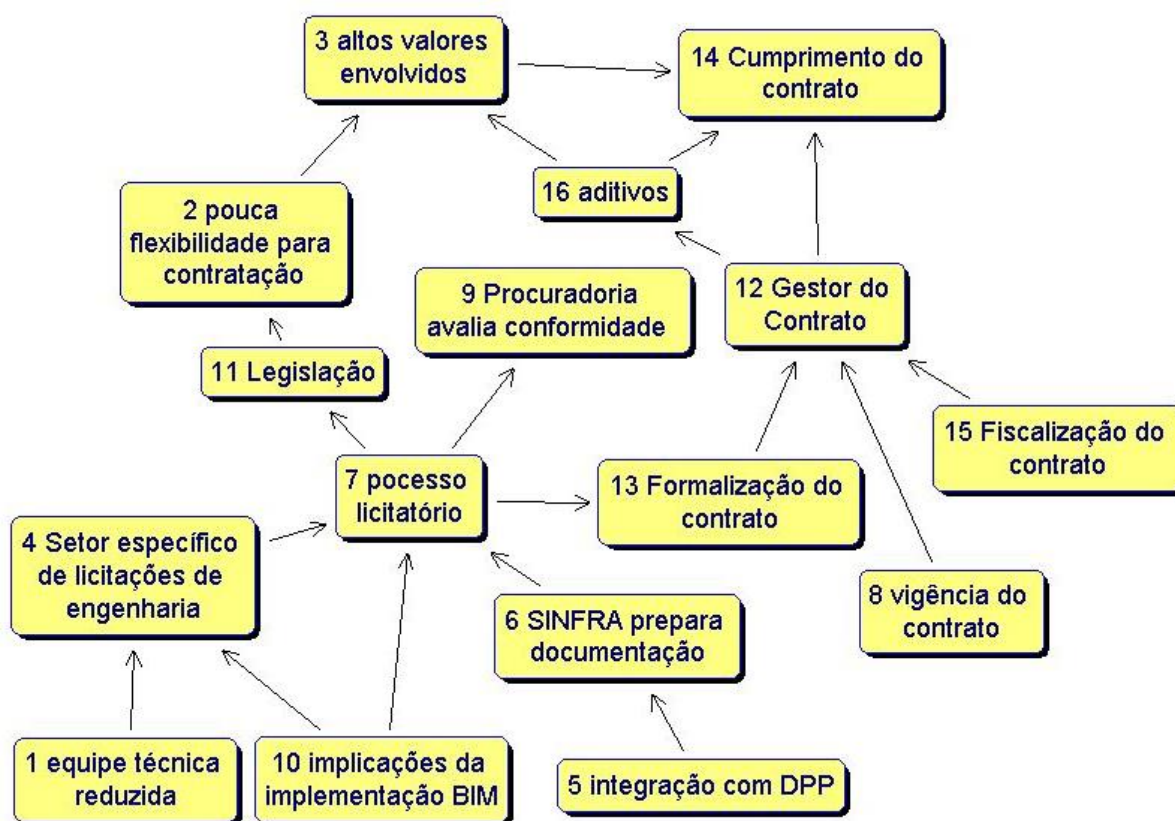 3 altos valores
envolvidos
14 Cumprimento do
contrato
16 aditivos
2 pouca
flexibilidade para
contratação
9 Procuradoria
avalia conformidade
12 Gestor do
Contrato
11 Legislação
15 Fiscalização do
contrato
7 pocesso
licitatório
13 Formalização do
contrato
4 Setor específico
de licitações de
engenharia
8 vigência do
contrato
6 SINFRA prepara
documentação
1 equipe técnica
reduzida
10 implicações da
implementação BIM
5 integração com DPP